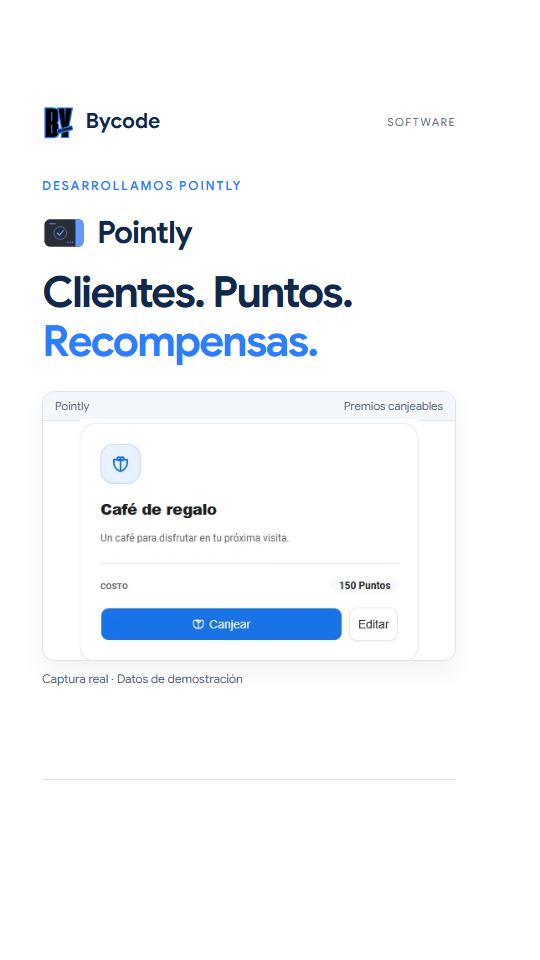 BY Bycode
SOFTWARE
DESARROLLAMOS POINTLY
Pointly
Clientes. Puntos.
Recompensas.
Pointly
Premios canjeables
Café de regalo
Un café para disfrutar en tu próxima visita.
COSTO
150 Puntos
Canjear
Editar
Captura real · Datos de demostración